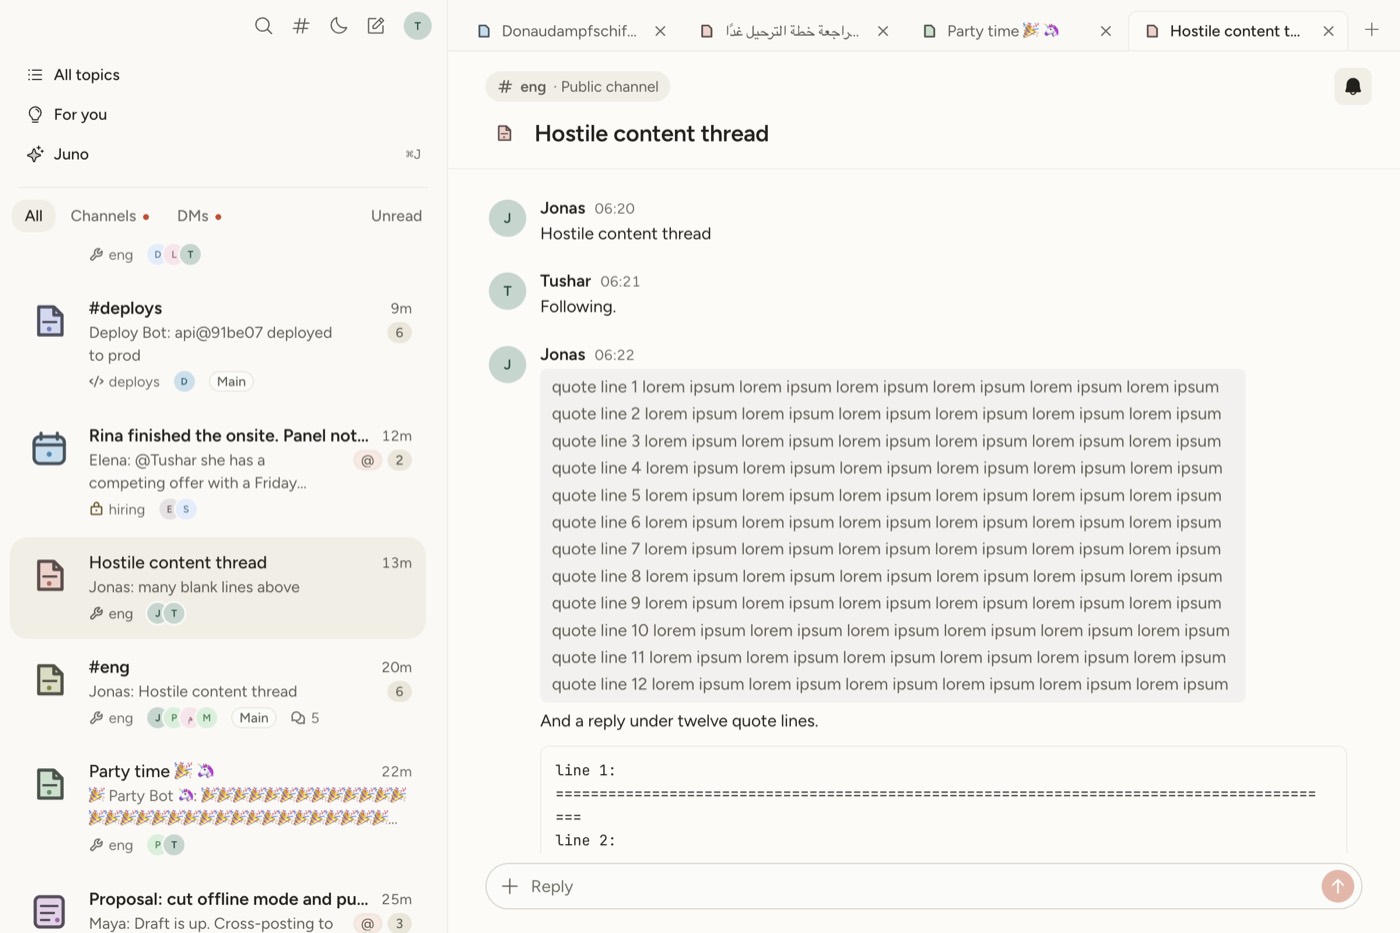 T
All topics
For you
Juno ⌘J
All Channels DMs Unread
eng D L T
#deploys 9m
Deploy Bot: api@91be07 deployed 6
to prod
deploys D Main
Rina finished the onsite. Panel not... 12m
Elena: @Tushar she has a @ 2
competing offer with a Friday...
hiring E S
Hostile content thread 13m
Jonas: many blank lines above
eng J T
#eng 20m
Jonas: Hostile content thread 6
eng J P م M Main 5
Party time 🎉 🦄 22m
🎉 Party Bot 🦄: 🎉🎉🎉🎉🎉🎉🎉🎉🎉🎉🎉🎉🎉
🎉🎉🎉🎉🎉🎉🎉🎉🎉🎉🎉🎉🎉🎉🎉🎉🎉🎉🎉...
eng P T
Proposal: cut offline mode and pu... 25m
Maya: Draft is up. Cross-posting to @ 3
Donaudampfschif...
راجعة خطة الترحيل غدًا...
Party time 🎉 🦄
Hostile content t...
# eng · Public channel
Hostile content thread
J Jonas 06:20
Hostile content thread
T Tushar 06:21
Following.
J Jonas 06:22
quote line 1 lorem ipsum lorem ipsum lorem ipsum lorem ipsum lorem ipsum lorem ipsum
quote line 2 lorem ipsum lorem ipsum lorem ipsum lorem ipsum lorem ipsum lorem ipsum
quote line 3 lorem ipsum lorem ipsum lorem ipsum lorem ipsum lorem ipsum lorem ipsum
quote line 4 lorem ipsum lorem ipsum lorem ipsum lorem ipsum lorem ipsum lorem ipsum
quote line 5 lorem ipsum lorem ipsum lorem ipsum lorem ipsum lorem ipsum lorem ipsum
quote line 6 lorem ipsum lorem ipsum lorem ipsum lorem ipsum lorem ipsum lorem ipsum
quote line 7 lorem ipsum lorem ipsum lorem ipsum lorem ipsum lorem ipsum lorem ipsum
quote line 8 lorem ipsum lorem ipsum lorem ipsum lorem ipsum lorem ipsum lorem ipsum
quote line 9 lorem ipsum lorem ipsum lorem ipsum lorem ipsum lorem ipsum lorem ipsum
quote line 10 lorem ipsum lorem ipsum lorem ipsum lorem ipsum lorem ipsum lorem ipsum
quote line 11 lorem ipsum lorem ipsum lorem ipsum lorem ipsum lorem ipsum lorem ipsum
quote line 12 lorem ipsum lorem ipsum lorem ipsum lorem ipsum lorem ipsum lorem ipsum
And a reply under twelve quote lines.
line 1:
=====================================================================================
===
line 2:
Reply